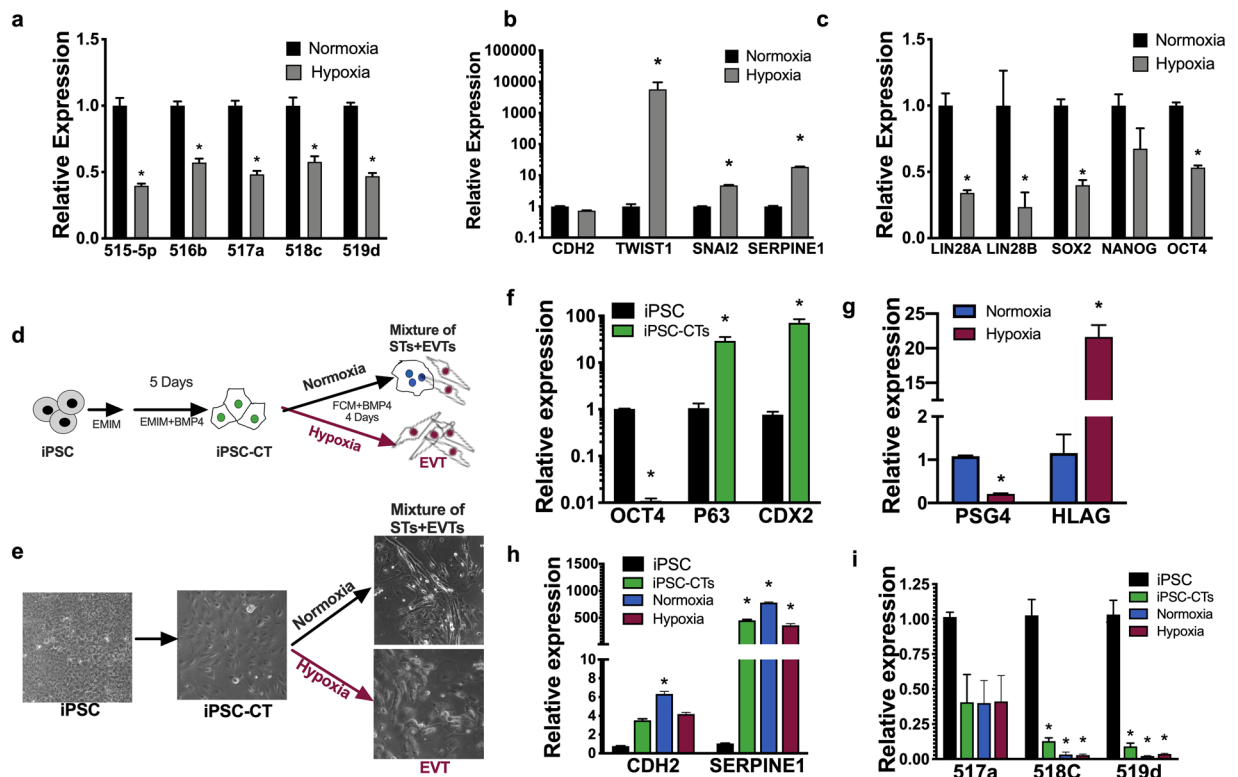 a
Relative Expression
1.5
1.0
0.5
0.0
Normoxia
Hypoxia
*
*
*
*
*
515-5p 516b 517a 518c 519d
b
Relative Expression
100000
10000
1000
100
10
1
0.1
Normoxia
Hypoxia
*
*
*
CDH2 TWIST1 SNAI2 SERPINE1
c
Relative Expression
1.5
1.0
0.5
0.0
Normoxia
Hypoxia
*
*
*
*
LIN28A LIN28B SOX2 NANOG OCT4
d
iPSC
EMIM
5 Days
EMIM+BMP4
iPSC-CT
Normoxia
FCM+BMP4
4 Days
Hypoxia
Mixture of
STs+EVTs
EVT
e
iPSC
iPSC-CT
Normoxia
Hypoxia
Mixture of
STs+EVTs
EVT
f
Relative expression
100
10
1
0.1
0.01
iPSC
iPSC-CTs
*
*
*
OCT4 P63 CDX2
g
Relative expression
25
20
15
2
1
0
Normoxia
Hypoxia
*
*
PSG4 HLAG
h
Relative expression
1500
1000
500
10
8
6
4
2
0
iPSC
iPSC-CTs
Normoxia
Hypoxia
*
*
*
*
CDH2 SERPINE1
i
Relative expression
1.25
1.00
0.75
0.50
0.25
0.00
iPSC
iPSC-CTs
Normoxia
Hypoxia
*
*
*
*
*
*
517a 518C 519d